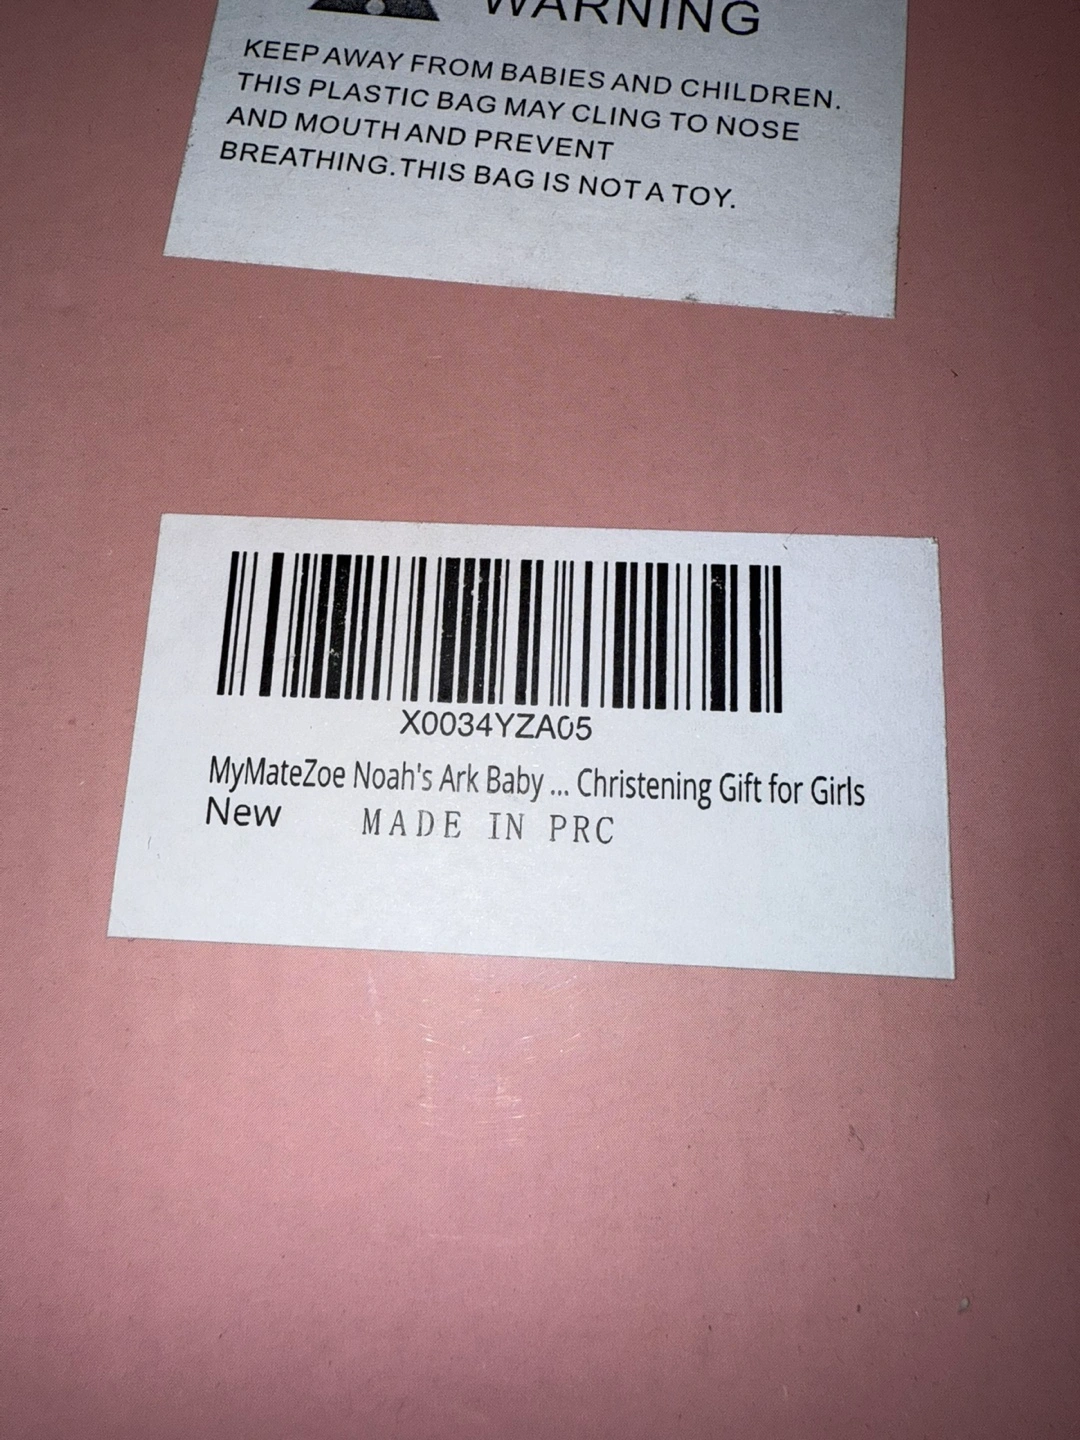 WARNING
KEEP AWAY FROM BABIES AND CHILDREN.
THIS PLASTIC BAG MAY CLING TO NOSE
AND MOUTH AND PREVENT
BREATHING. THIS BAG IS NOT A TOY.
X0034YZA05
MyMateZoe Noah's Ark Baby ... Christening Gift for Girls
New MADE IN PRC